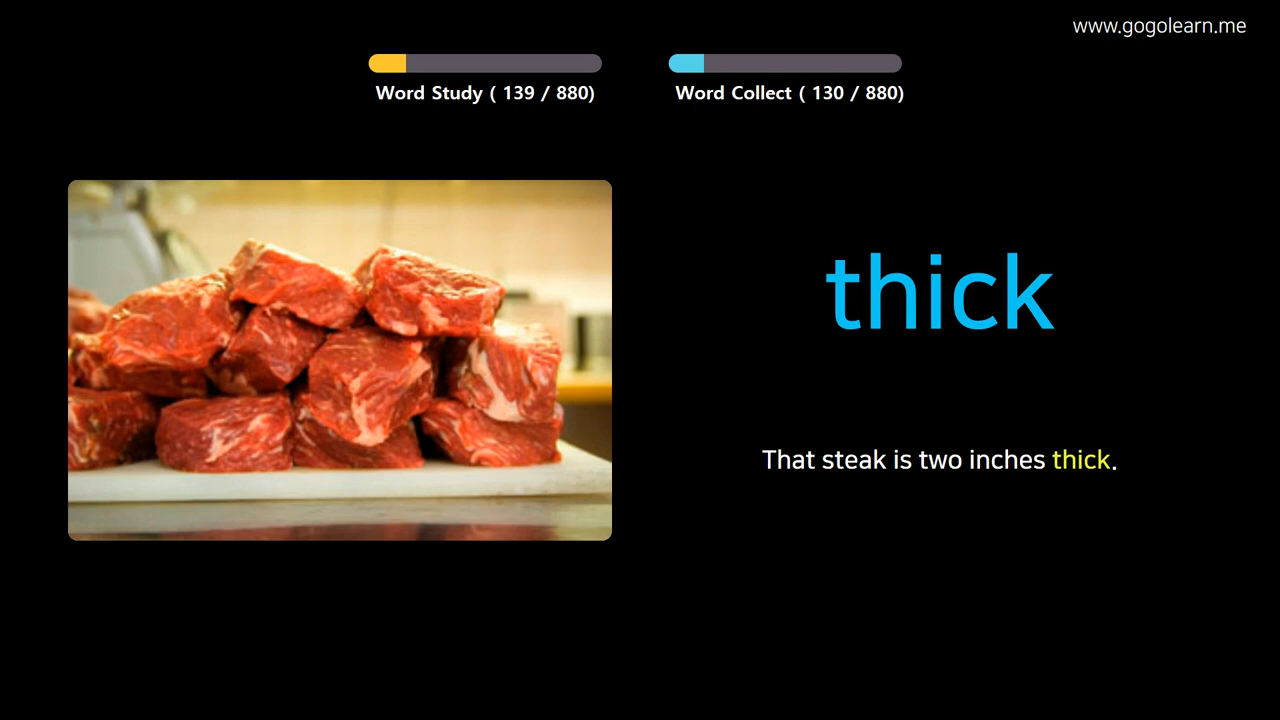 www.gogolearn.me
Word Study ( 139 / 880)
Word Collect ( 130 / 880)
thick
That steak is two inches thick.